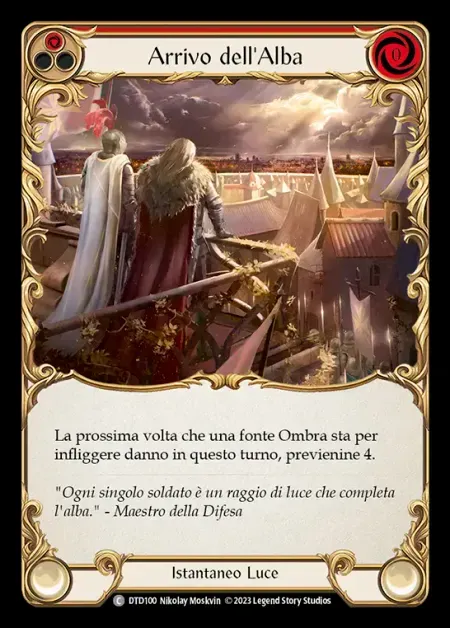 Arrivo dell'Alba
0
La prossima volta che una fonte Ombra sta per
infliggere danno in questo turno, previenine 4.
"Ogni singolo soldato è un raggio di luce che completa
l'alba." - Maestro della Difesa
Istantaneo Luce
C DTD100 Nikolay Moskvin ©2023 Legend Story Studios